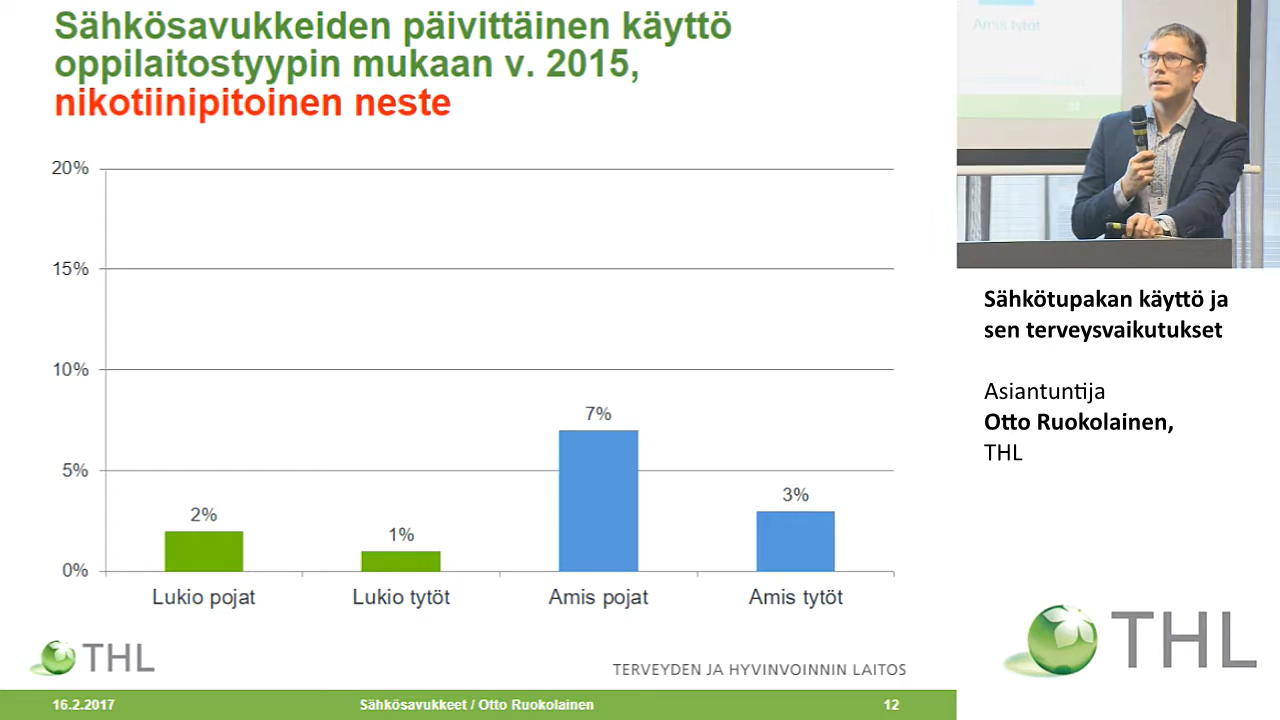 Sähkösavukkeiden päivittäinen käyttö
oppilaitostyypin mukaan v. 2015,
nikotiinipitoinen neste
20%
15%
10%
5%
0%
2%
1%
7%
3%
Lukio pojat
Lukio tytöt
Amis pojat
Amis tytöt
THL
TERVEYDEN JA HYVINVOINNIN LAITOS
16.2.2017
Sähkösavukkeet / Otto Ruokolainen
12
Amis tytöt
Sähkötupakan käyttö ja
sen terveysvaikutukset
Asiantuntija
Otto Ruokolainen,
THL
THL